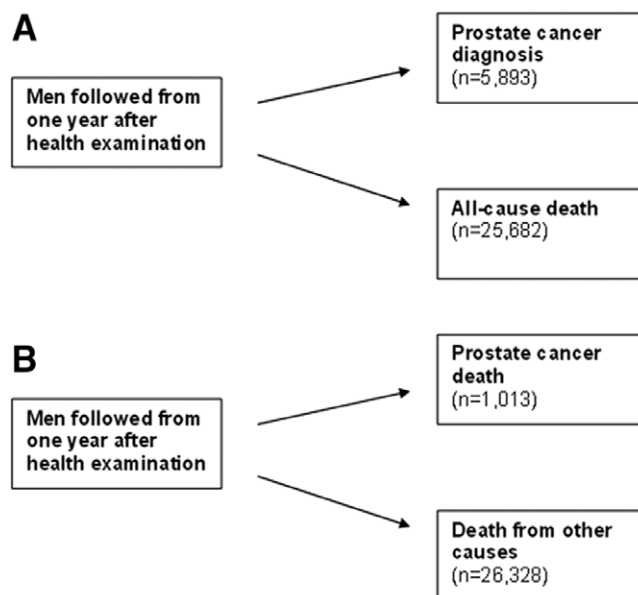 A
Men followed from
one year after
health examination
Prostate cancer
diagnosis
(n=5,893)
All-cause death
(n=25,682)
B
Men followed from
one year after
health examination
Prostate cancer
death
(n=1,013)
Death from other
causes
(n=26,328)